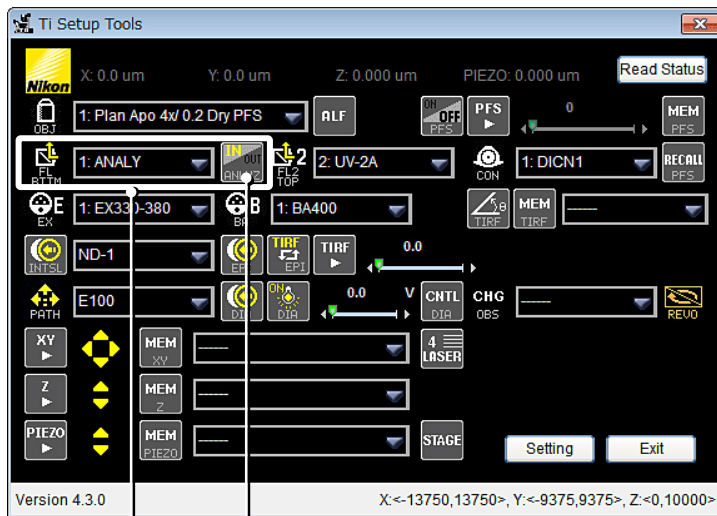 Ti Setup Tools
Nikon X: 0.0 um Y: 0.0 um Z: 0.000 um PIEZO: 0.000 um Read Status
OBJ 1: Plan Apo 4x/ 0.2 Dry PFS ALF ON OFF PFS PFS 0 MEM PFS
FL BTTM 1: ANALY IN OUT ANLYZ 2 FL2 TOP 2: UV-2A CON 1: DICN1 RECALL PFS
E EX 1: EX330-380 B BA 1: BA400 θ TIRF MEM TIRF -----
INTSL ND-1 EPI TIRF EPI TIRF 0.0
PATH E100 DIA ON DIA 0.0 V CNTL DIA CHG OBS ----- REVO
XY MEM XY ----- 4 LASER
Z MEM Z -----
PIEZO MEM PIEZO ----- STAGE Setting Exit
Version 4.3.0 X:<-13750,13750>, Y:<-9375,9375>, Z:<0,10000>